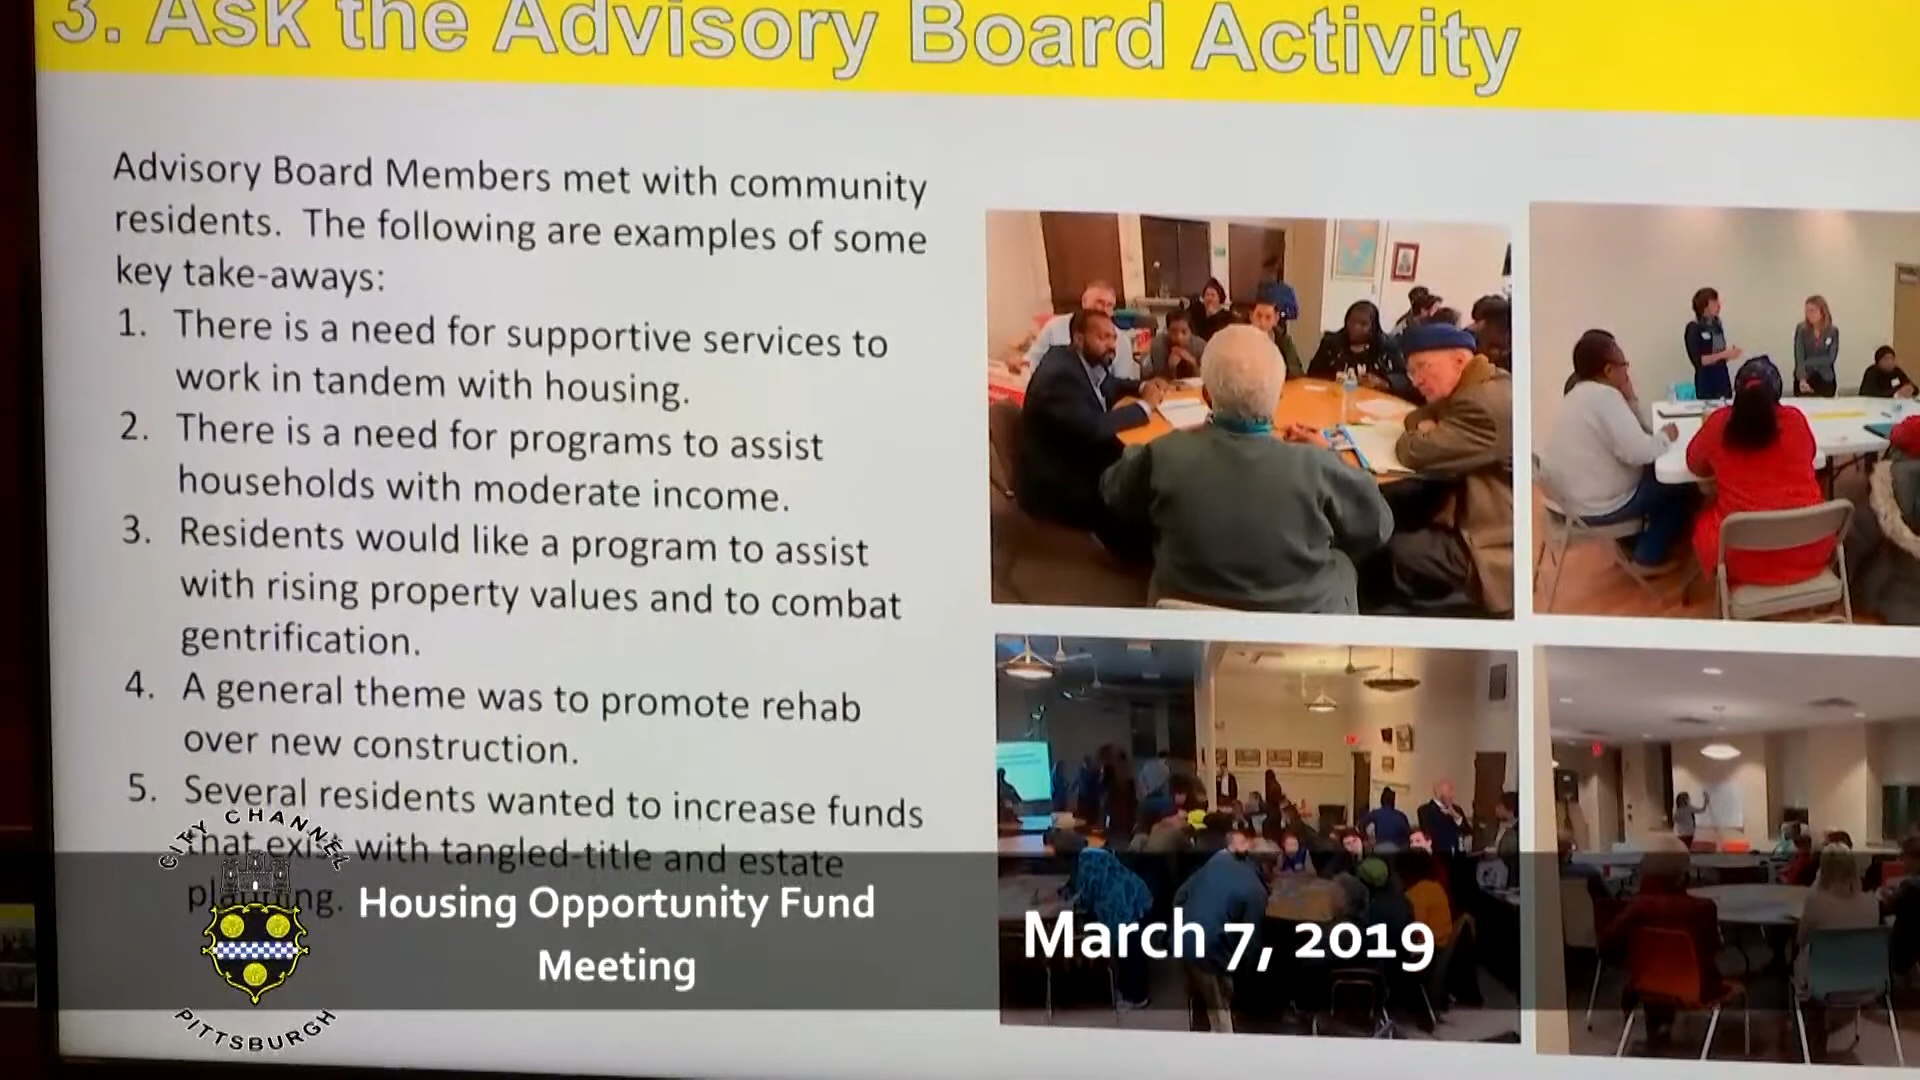 3. Ask the Advisory Board Activity
Advisory Board Members met with community
residents. The following are examples of some
key take-aways:
1. There is a need for supportive services to
work in tandem with housing.
2. There is a need for programs to assist
households with moderate income.
3. Residents would like a program to assist
with rising property values and to combat
gentrification.
4. A general theme was to promote rehab
over new construction.
5. Several residents wanted to increase funds
that exist with tangled-title and estate
planning.
CITY CHANNEL
PITTSBURGH
Housing Opportunity Fund
Meeting
March 7, 2019